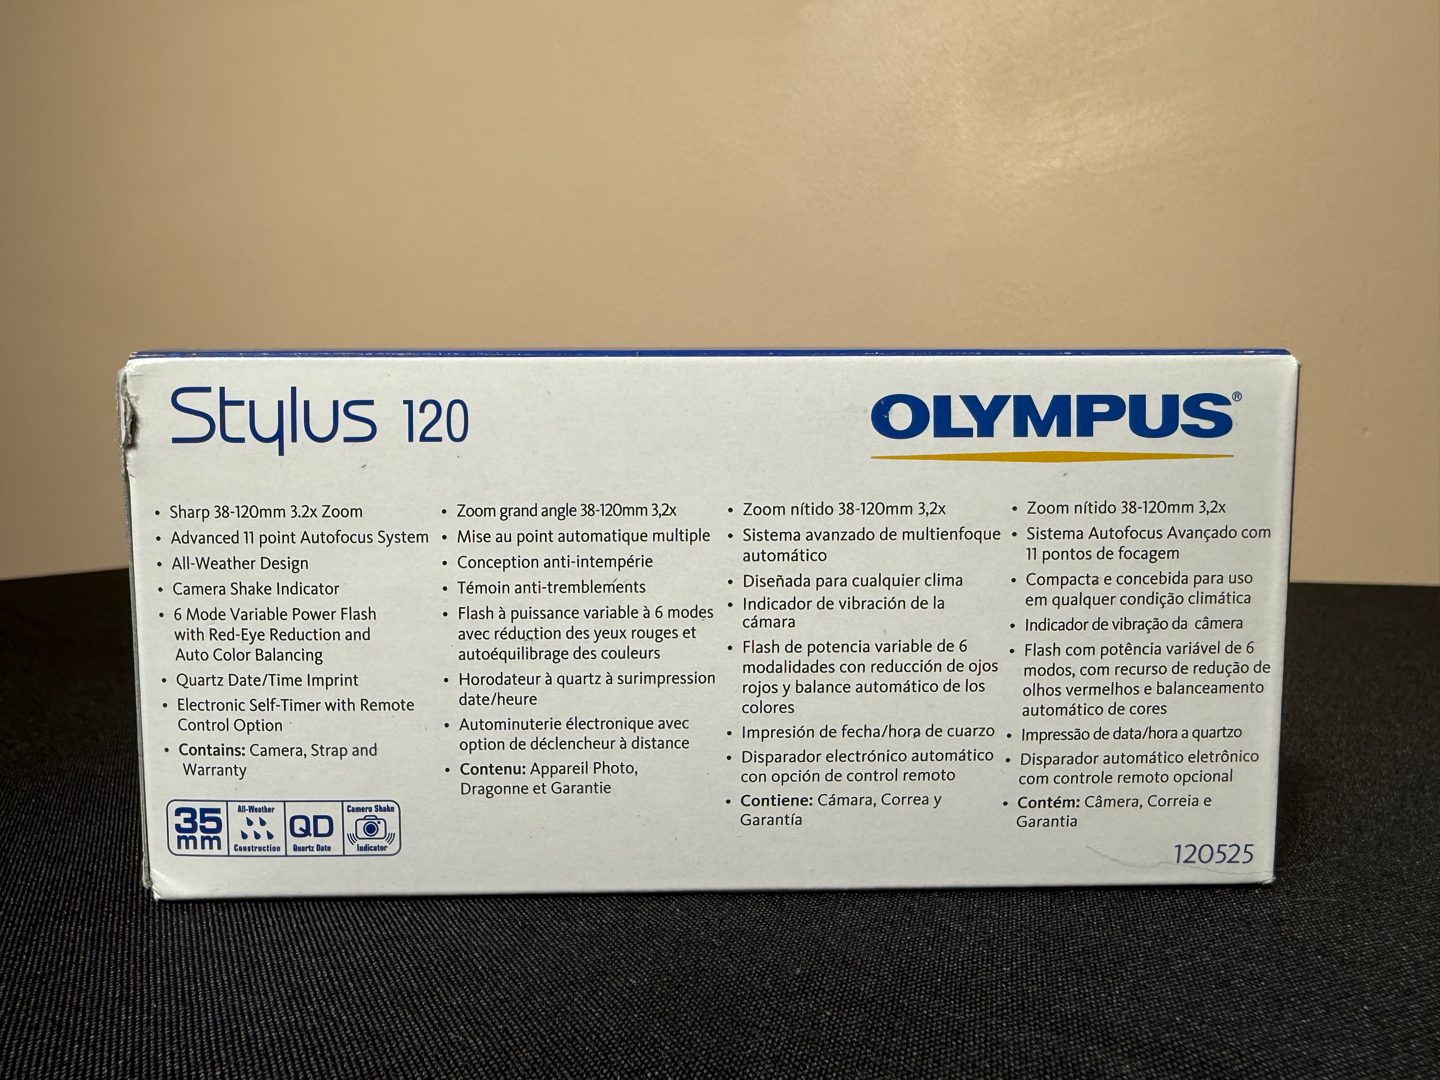 Stylus 120
OLYMPUS®
• Sharp 38-120mm 3.2x Zoom
• Advanced 11 point Autofocus System
• All-Weather Design
• Camera Shake Indicator
• 6 Mode Variable Power Flash
with Red-Eye Reduction and
Auto Color Balancing
• Quartz Date/Time Imprint
• Electronic Self-Timer with Remote
Control Option
• Contains: Camera, Strap and
Warranty
• Zoom grand angle 38-120mm 3,2x
• Mise au point automatique multiple
• Conception anti-intempérie
• Témoin anti-tremblements
• Flash à puissance variable à 6 modes
avec réduction des yeux rouges et
autoéquilibrage des couleurs
• Horodateur à quartz à surimpression
date/heure
• Autominuterie électronique avec
option de déclencheur à distance
• Contenu: Appareil Photo,
Dragonne et Garantie
• Zoom nítido 38-120mm 3,2x
• Sistema avanzado de multienfoque
automático
• Diseñada para cualquier clima
• Indicador de vibración de la
cámara
• Flash de potencia variable de 6
modalidades con reducción de ojos
rojos y balance automático de los
colores
• Impresión de fecha/hora de cuarzo
• Disparador electrónico automático
con opción de control remoto
• Contiene: Cámara, Correa y
Garantía
• Zoom nítido 38-120mm 3,2x
• Sistema Autofocus Avançado com
11 pontos de focagem
• Compacta e concebida para uso
em qualquer condição climática
• Indicador de vibração da câmera
• Flash com potência variável de 6
modos, com recurso de redução de
olhos vermelhos e balanceamento
automático de cores
• Impressão de data/hora a quartzo
• Disparador automático eletrônico
com controle remoto opcional
• Contém: Câmera, Correia e
Garantia
35
mm
All-Weather
Construction
QD
Quartz Date
Camera Shake
Indicator
120525